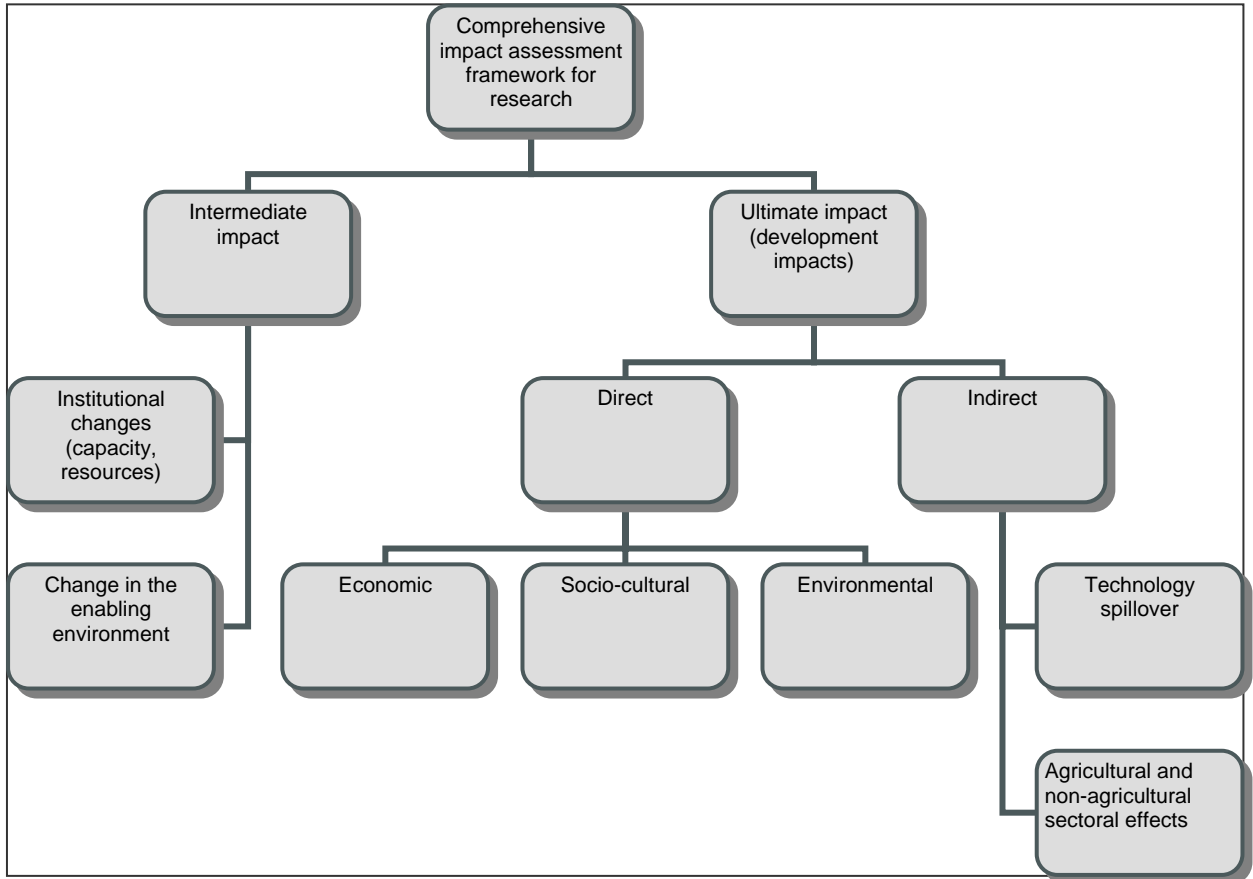 Comprehensive
impact assessment
framework for
research
Intermediate
impact
Ultimate impact
(development
impacts)
Institutional
changes
(capacity,
resources)
Direct
Indirect
Change in the
enabling
environment
Economic
Socio-cultural
Environmental
Technology
spillover
Agricultural and
non-agricultural
sectoral effects